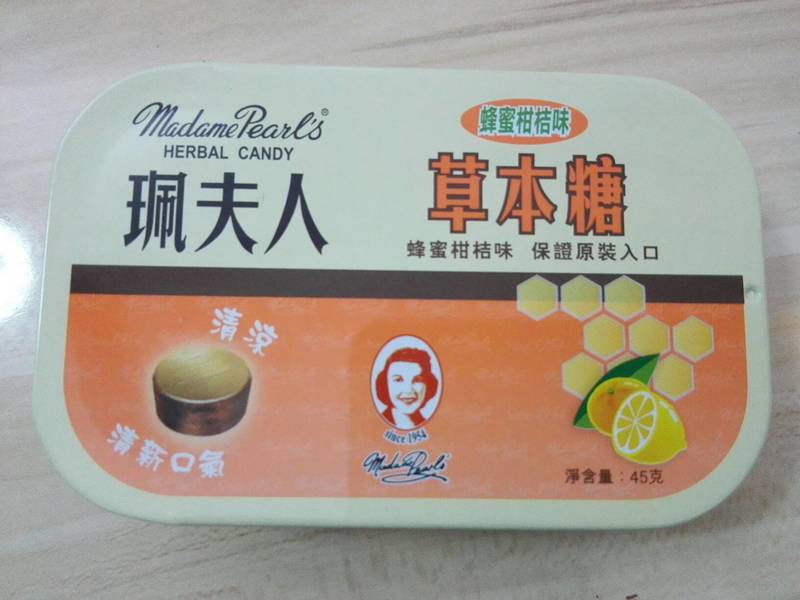 Madame Pearl's®
HERBAL CANDY
珮夫人
蜂蜜柑桔味
草本糖
蜂蜜柑桔味 保證原裝入口
清涼
清新口氣
since 1954
Madame Pearl's
淨含量：45克